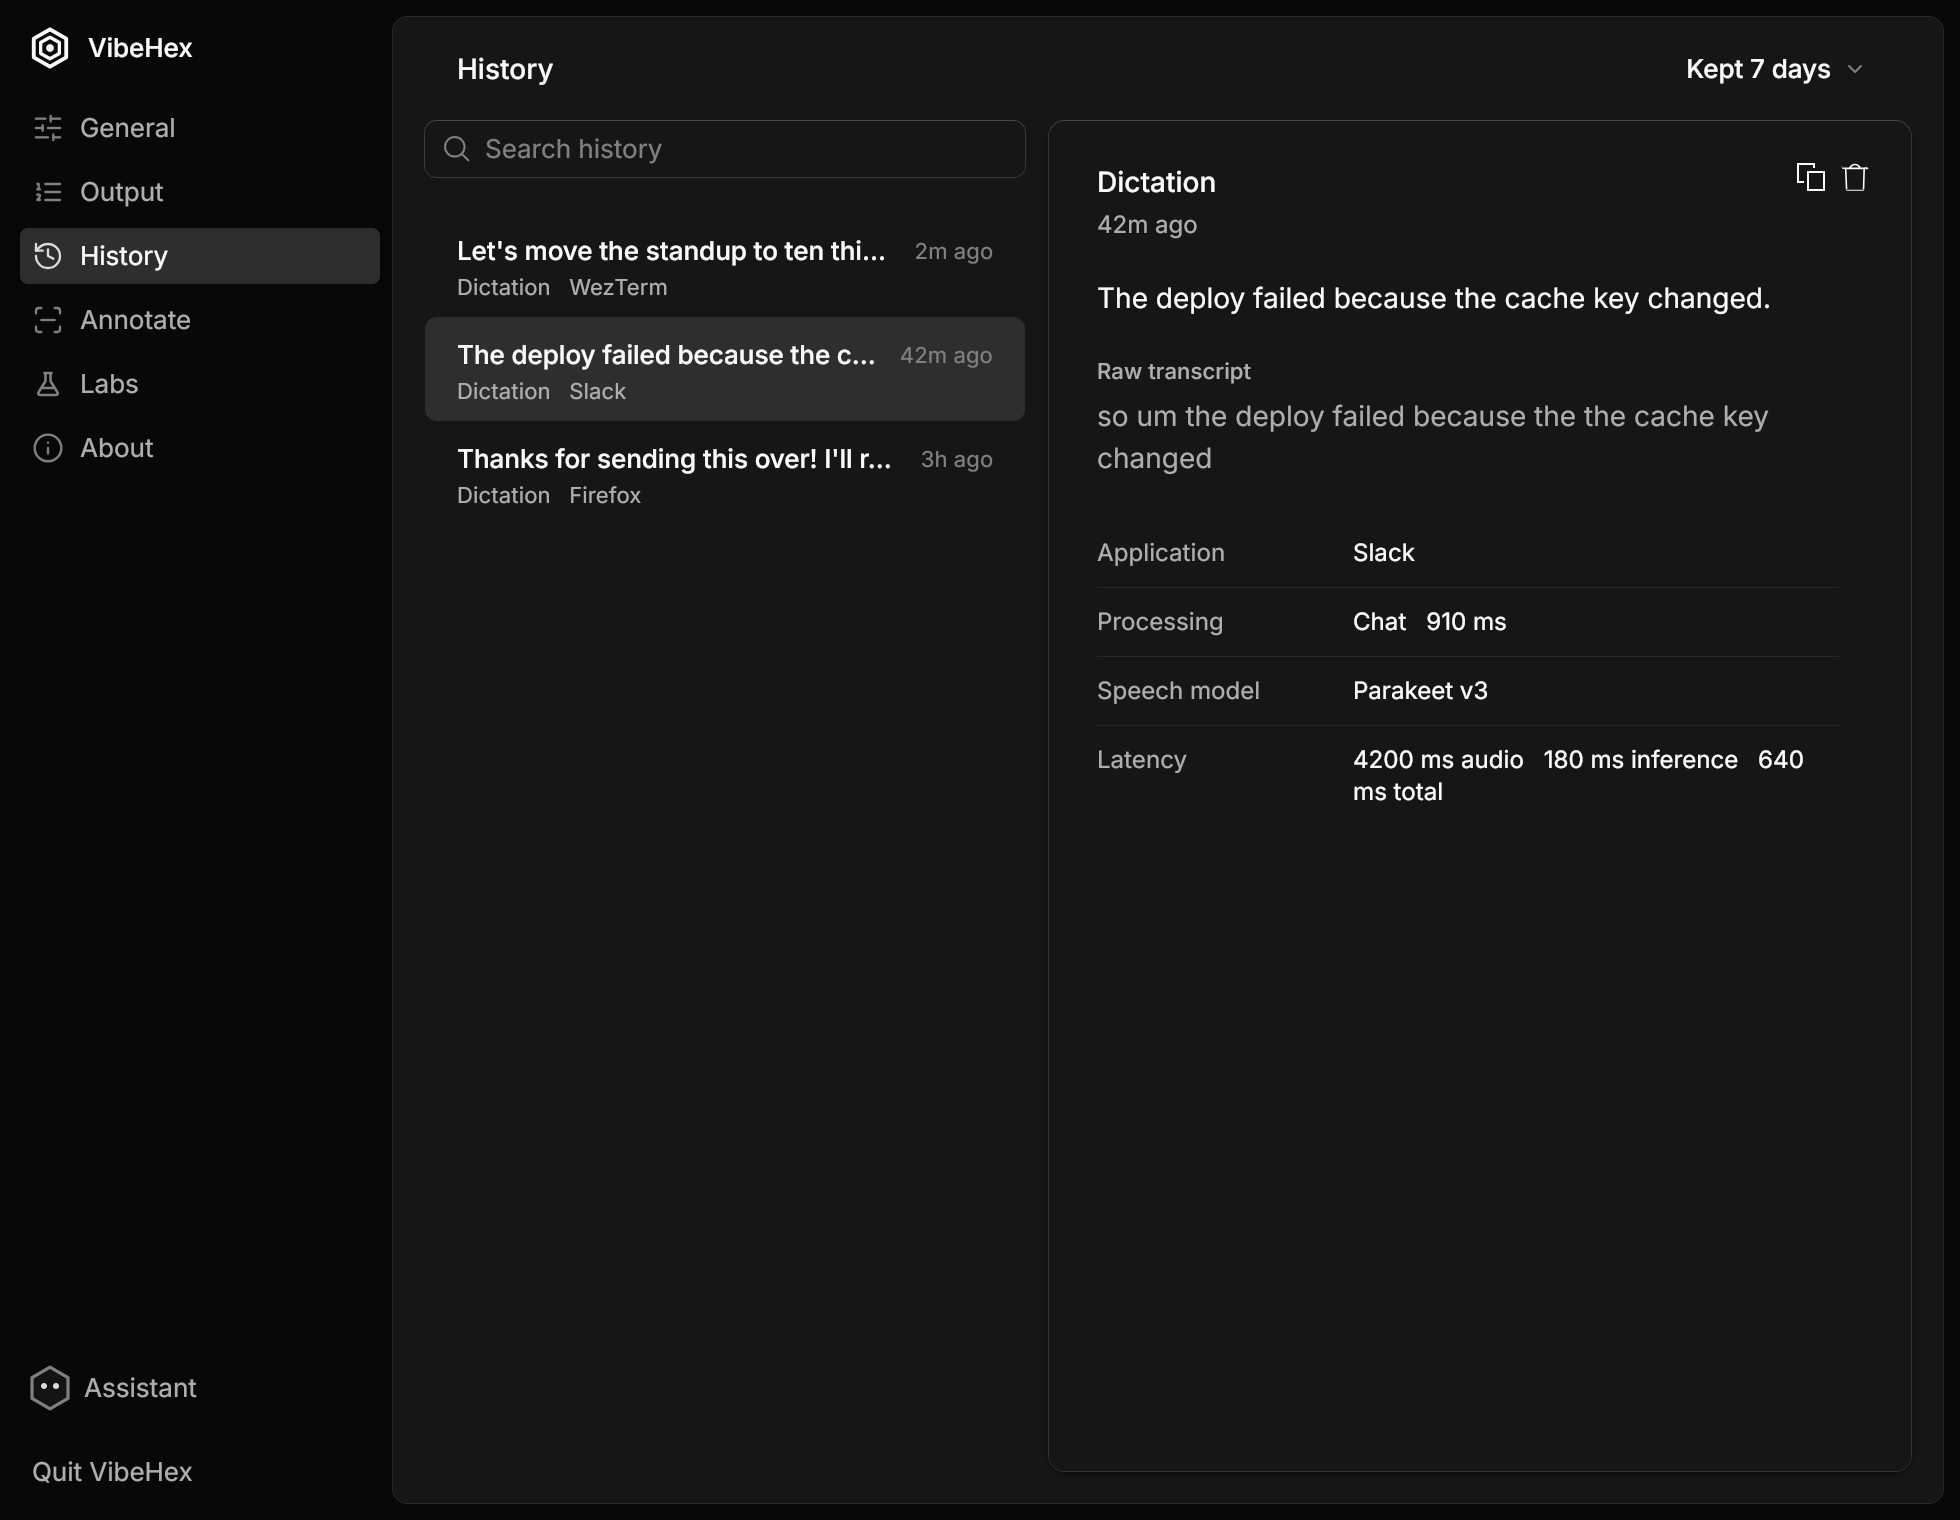 VibeHex
General
Output
History
Annotate
Labs
About
Assistant
Quit VibeHex
History
Kept 7 days
Search history
Let's move the standup to ten thi... 2m ago
Dictation WezTerm
The deploy failed because the c... 42m ago
Dictation Slack
Thanks for sending this over! I'll r... 3h ago
Dictation Firefox
Dictation
42m ago
The deploy failed because the cache key changed.
Raw transcript
so um the deploy failed because the the cache key
changed
Application Slack
Processing Chat 910 ms
Speech model Parakeet v3
Latency 4200 ms audio 180 ms inference 640
ms total